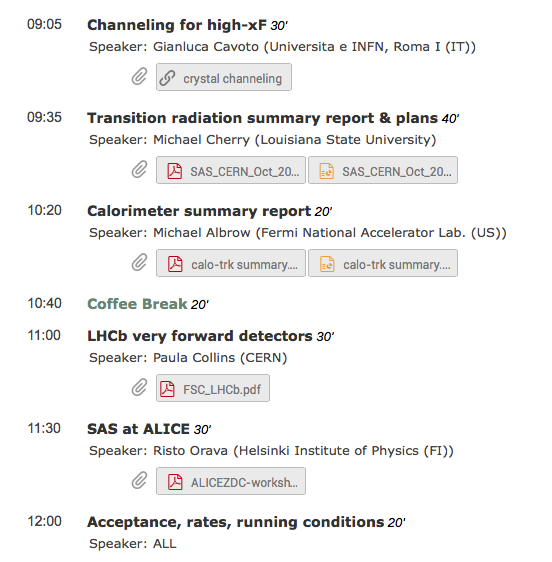 09:05 Channeling for high-xF 30'
Speaker: Gianluca Cavoto (Universita e INFN, Roma I (IT))
crystal channeling
09:35 Transition radiation summary report & plans 40'
Speaker: Michael Cherry (Louisiana State University)
SAS_CERN_Oct_20... SAS_CERN_Oct_20...
10:20 Calorimeter summary report 20'
Speaker: Michael Albrow (Fermi National Accelerator Lab. (US))
calo-trk summary.... calo-trk summary....
10:40 Coffee Break 20'
11:00 LHCb very forward detectors 30'
Speaker: Paula Collins (CERN)
FSC_LHCb.pdf
11:30 SAS at ALICE 30'
Speaker: Risto Orava (Helsinki Institute of Physics (FI))
ALICEZDC-worksh...
12:00 Acceptance, rates, running conditions 20'
Speaker: ALL